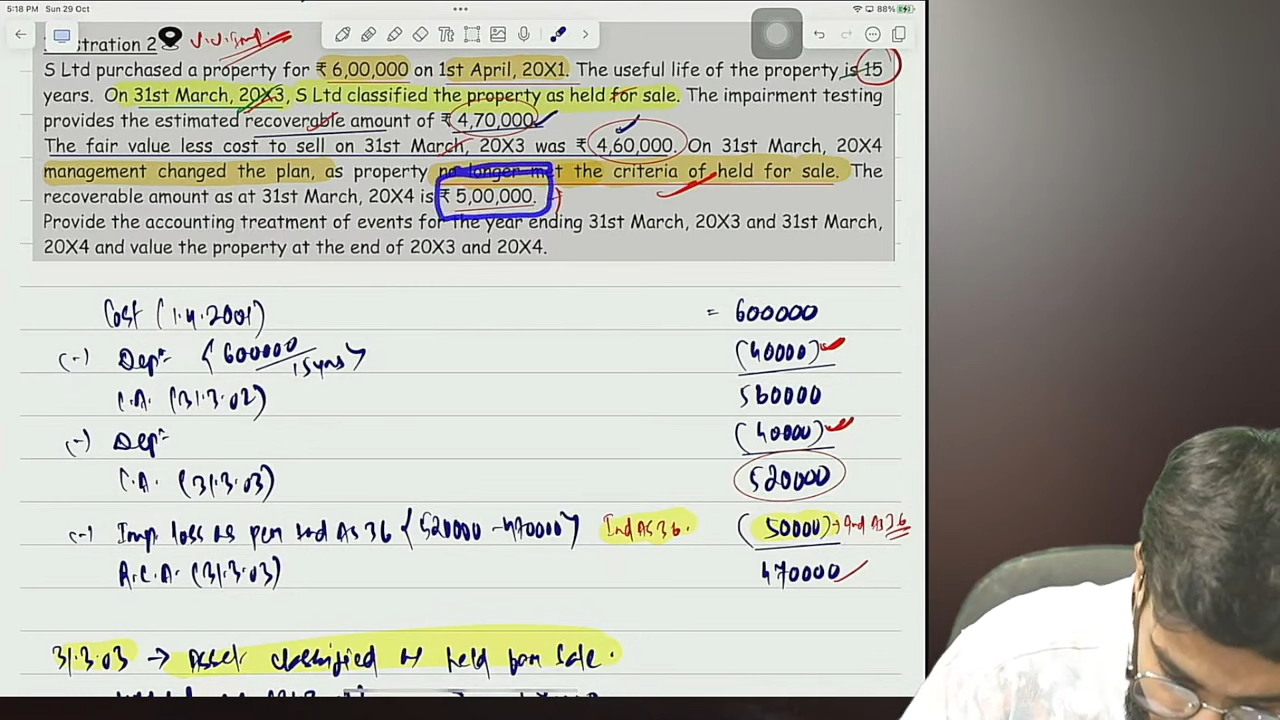 5:18 PM Sun 29 Oct
88%
Illustration 2 V.V.Imp.
S Ltd purchased a property for ₹ 6,00,000 on 1st April, 20X1. The useful life of the property is 15
years. On 31st March, 20X3, S Ltd classified the property as held for sale. The impairment testing
provides the estimated recoverable amount of ₹ 4,70,000.
The fair value less cost to sell on 31st March, 20X3 was ₹ 4,60,000. On 31st March, 20X4
management changed the plan, as property no longer met the criteria of held for sale. The
recoverable amount as at 31st March, 20X4 is ₹ 5,00,000.
Provide the accounting treatment of events for the year ending 31st March, 20X3 and 31st March,
20X4 and value the property at the end of 20X3 and 20X4.
Cost (1.4.2001) = 600000
(-) Depn {600000/15yrs} (40000)
C.A. (31.3.02) 560000
(-) Depn (40000)
C.A. (31.3.03) 520000
(-) Imp. loss as per Ind AS 36 {520000 - 470000} Ind AS 36. (50000) → Ind AS 36
R.C.A. (31.3.03) 470000
31.3.03 → Asset classified as held for sale.